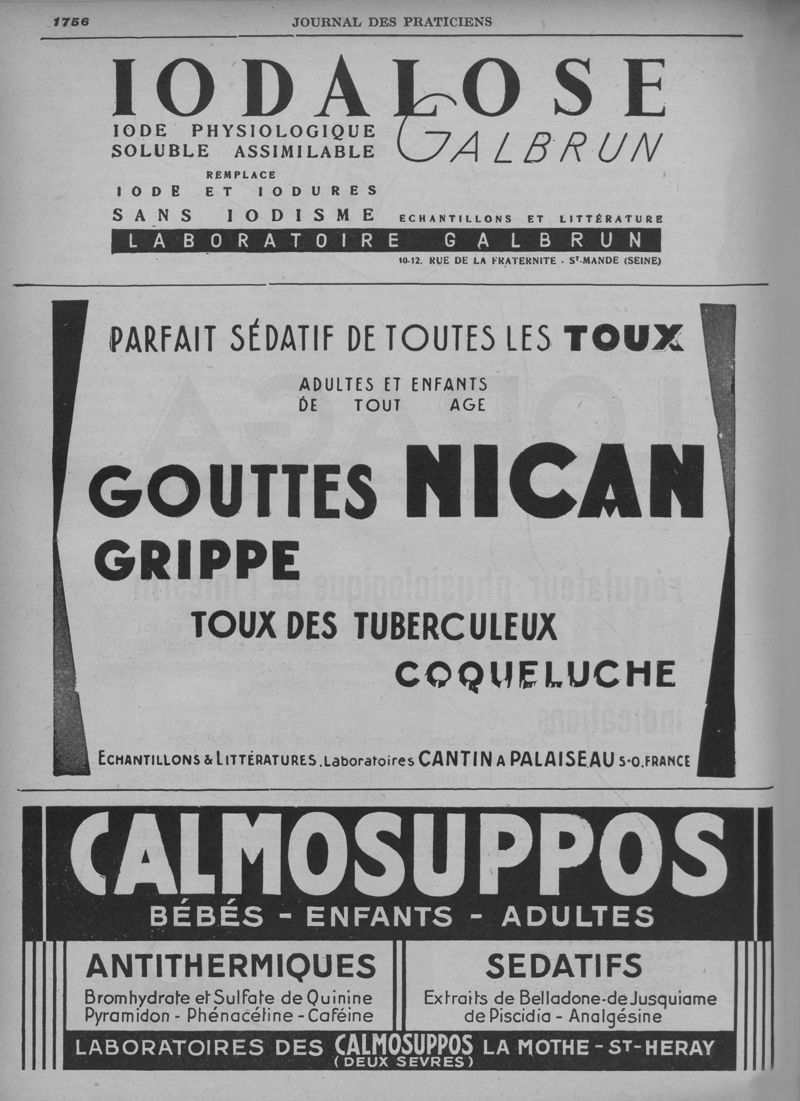 1756
JOURNAL DES PRATICIENS
IODALOSE
IODE PHYSIOLOGIQUE
SOLUBLE ASSIMILABLE
GALBRUN
REMPLACE
IODE ET IODURES
SANS IODISME
ECHANTILLONS ET LITTÉRATURE
LABORATOIRE GALBRUN
10-12, RUE DE LA FRATERNITE - ST-MANDE (SEINE)
PARFAIT SÉDATIF DE TOUTES LES TOUX
ADULTES ET ENFANTS
DE TOUT AGE
GOUTTES NICAN
GRIPPE
TOUX DES TUBERCULEUX
COQUELUCHE
ECHANTILLONS & LITTÉRATURES. Laboratoires CANTIN A PALAISEAU S.-O. FRANCE
CALMOSUPPOS
BÉBÉS - ENFANTS - ADULTES
ANTITHERMIQUES
Bromhydrate et Sulfate de Quinine
Pyramidon - Phénacétine - Caféine
SEDATIFS
Extraits de Belladone-de Jusquiame
de Piscidia - Analgésine
LABORATOIRES DES CALMOSUPPOS LA MOTHE - ST-HERAY
(DEUX SEVRES)